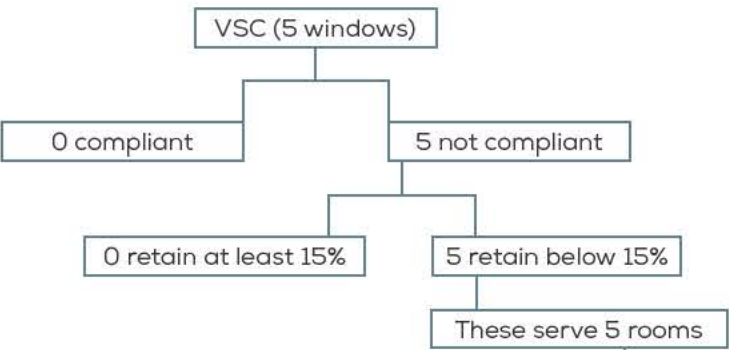 VSC (5 windows)
0 compliant
5 not compliant
0 retain at least 15%
5 retain below 15%
These serve 5 rooms